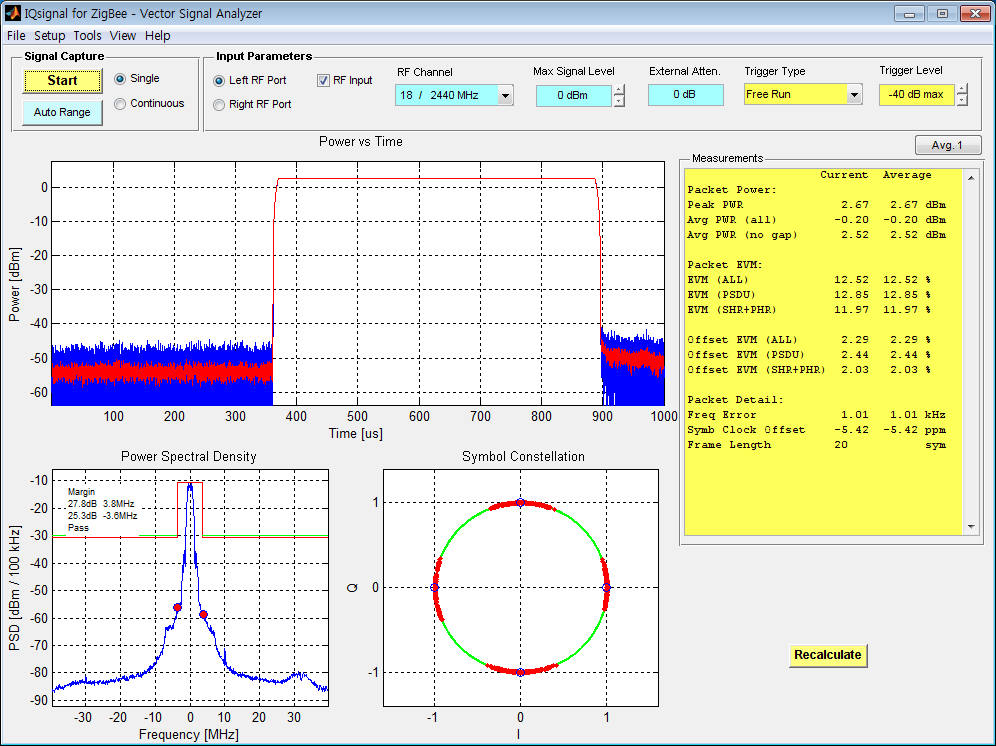 IQsignal for ZigBee - Vector Signal Analyzer
File Setup Tools View Help
Signal Capture
Start
Auto Range
Single
Continuous
Input Parameters
Left RF Port
Right RF Port
RF Input
RF Channel
18 / 2440 MHz
Max Signal Level
0 dBm
External Atten.
0 dB
Trigger Type
Free Run
Trigger Level
-40 dB max
Avg. 1
Power vs Time
Power [dBm]
0
-10
-20
-30
-40
-50
-60
100 200 300 400 500 600 700 800 900 1000
Time [us]
Measurements
Current Average
Packet Power:
Peak PWR 2.67 2.67 dBm
Avg PWR (all) -0.20 -0.20 dBm
Avg PWR (no gap) 2.52 2.52 dBm
Packet EVM:
EVM (ALL) 12.52 12.52 %
EVM (PSDU) 12.85 12.85 %
EVM (SHR+PHR) 11.97 11.97 %
Offset EVM (ALL) 2.29 2.29 %
Offset EVM (PSDU) 2.44 2.44 %
Offset EVM (SHR+PHR) 2.03 2.03 %
Packet Detail:
Freq Error 1.01 1.01 kHz
Symb Clock Offset -5.42 -5.42 ppm
Frame Length 20 sym
Power Spectral Density
PSD [dBm / 100 kHz]
-10
-20
-30
-40
-50
-60
-70
-80
-90
Margin
27.8dB 3.8MHz
25.3dB -3.6MHz
Pass
-30 -20 -10 0 10 20 30
Frequency [MHz]
Symbol Constellation
Q
1
0
-1
-1 0 1
I
Recalculate